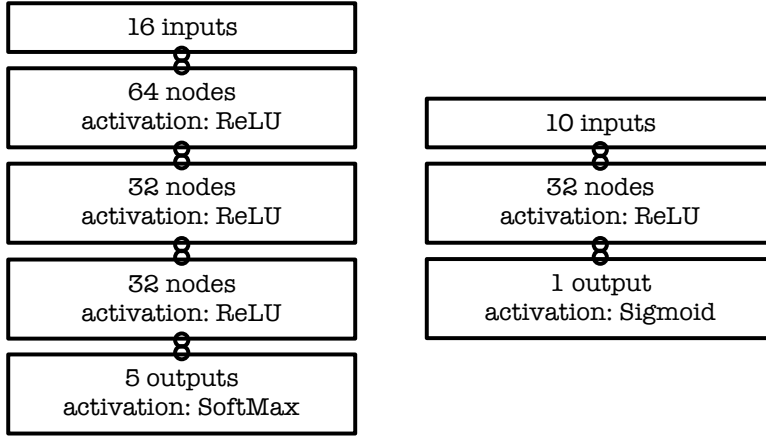 16 inputs
64 nodes
activation: ReLU
32 nodes
activation: ReLU
32 nodes
activation: ReLU
5 outputs
activation: SoftMax
10 inputs
32 nodes
activation: ReLU
1 output
activation: Sigmoid